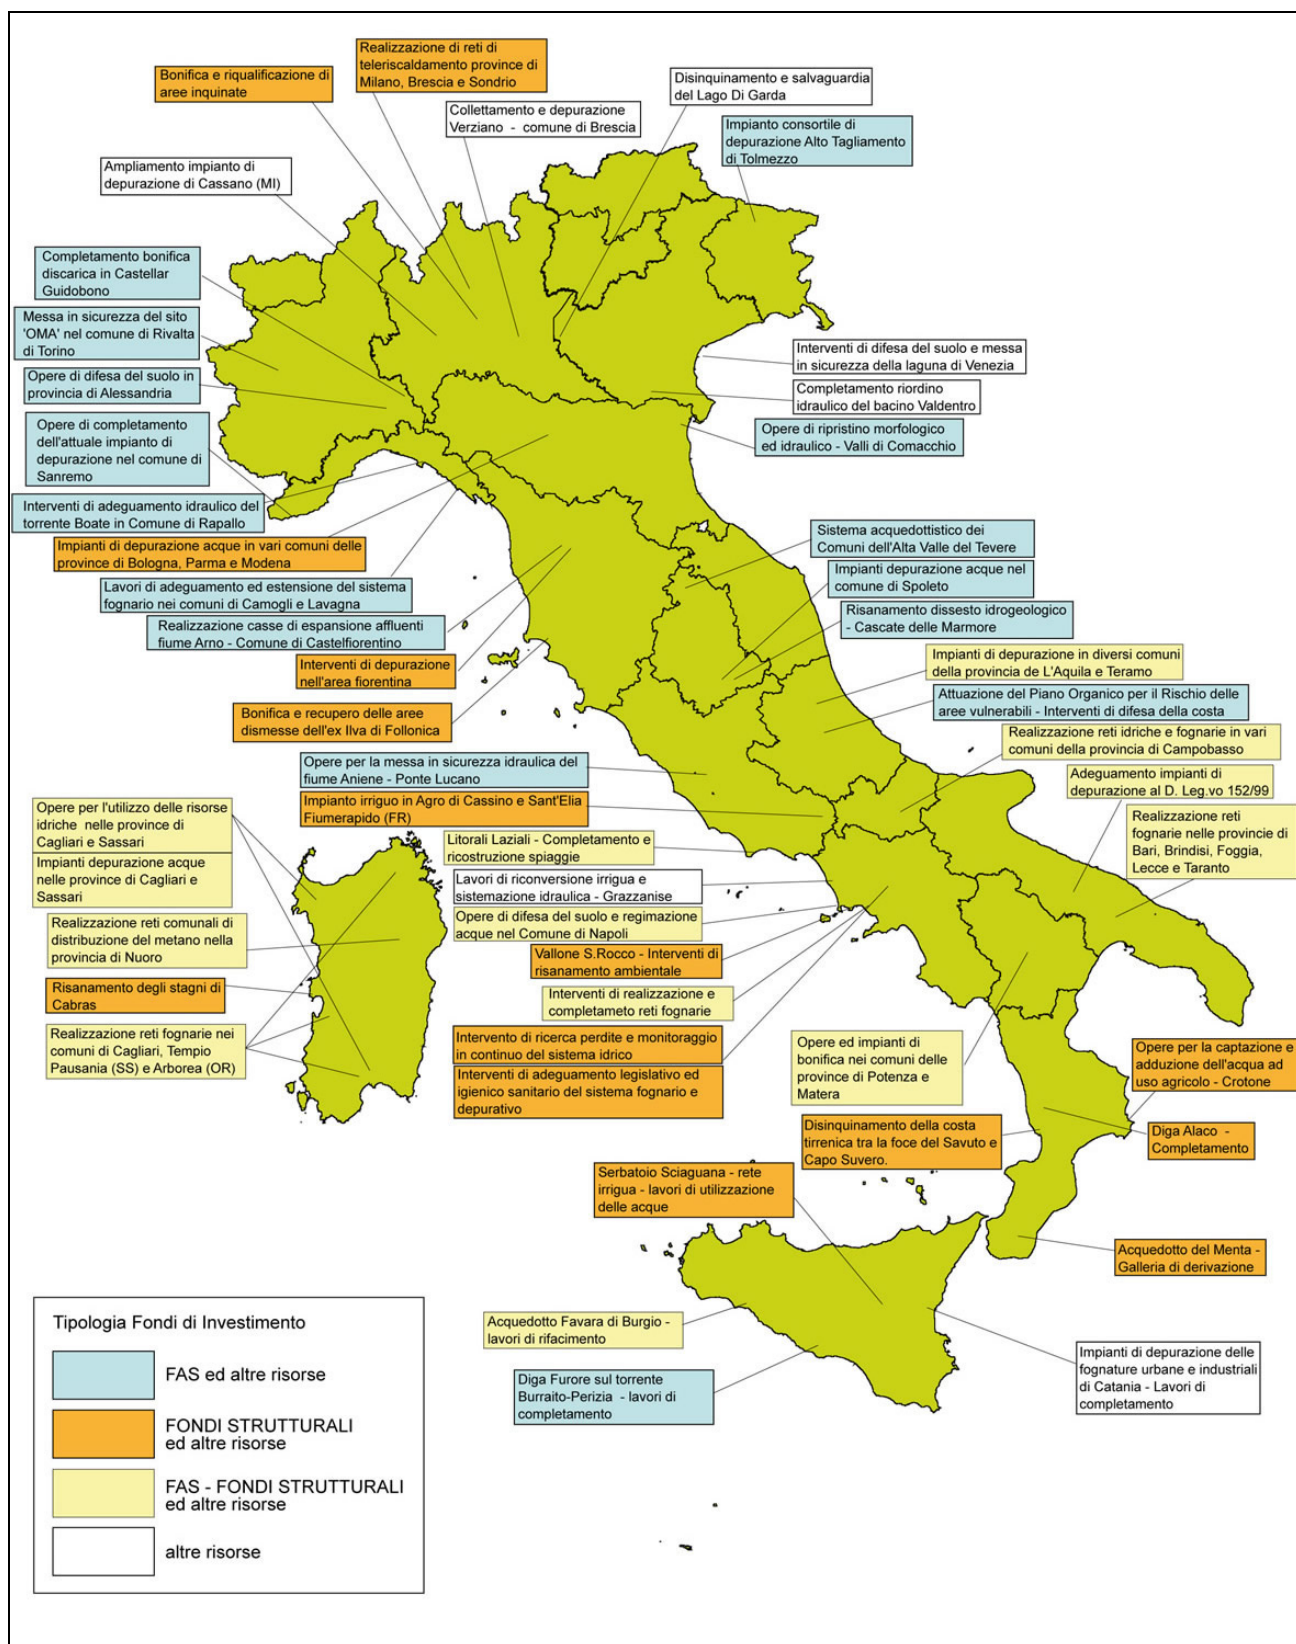 Realizzazione di reti di
teleriscaldamento province di
Milano, Brescia e Sondrio
Bonifica e riqualificazione di
aree inquinate
Disinquinamento e salvaguardia
del Lago Di Garda
Collettamento e depurazione
Verziano - comune di Brescia
Impianto consortile di
depurazione Alto Tagliamento
di Tolmezzo
Ampliamento impianto di
depurazione di Cassano (MI)
Completamento bonifica
discarica in Castellar
Guidobono
Messa in sicurezza del sito
'OMA' nel comune di Rivalta
di Torino
Opere di difesa del suolo in
provincia di Alessandria
Opere di completamento
dell'attuale impianto di
depurazione nel comune di
Sanremo
Interventi di adeguamento idraulico del
torrente Boate in Comune di Rapallo
Impianti di depurazione acque in vari comuni delle
province di Bologna, Parma e Modena
Lavori di adeguamento ed estensione del sistema
fognario nei comuni di Camogli e Lavagna
Realizzazione casse di espansione affluenti
fiume Arno - Comune di Castelfiorentino
Interventi di depurazione
nell'area fiorentina
Bonifica e recupero delle aree
dismesse dell'ex Ilva di Follonica
Interventi di difesa del suolo e messa
in sicurezza della laguna di Venezia
Completamento riordino
idraulico del bacino Valdentro
Opere di ripristino morfologico
ed idraulico - Valli di Comacchio
Sistema acquedottistico dei
Comuni dell'Alta Valle del Tevere
Impianti depurazione acque nel
comune di Spoleto
Risanamento dissesto idrogeologico
- Cascate delle Marmore
Impianti di depurazione in diversi comuni
della provincia de L'Aquila e Teramo
Attuazione del Piano Organico per il Rischio delle
aree vulnerabili - Interventi di difesa della costa
Realizzazione reti idriche e fognarie in vari
comuni della provincia di Campobasso
Adeguamento impianti di
depurazione al D. Leg.vo 152/99
Realizzazione reti
fognarie nelle provincie di
Bari, Brindisi, Foggia,
Lecce e Taranto
Opere per la messa in sicurezza idraulica del
fiume Aniene - Ponte Lucano
Impianto irriguo in Agro di Cassino e Sant'Elia
Fiumerapido (FR)
Litorali Laziali - Completamento e
ricostruzione spiaggie
Lavori di riconversione irrigua e
sistemazione idraulica - Grazzanise
Opere di difesa del suolo e regimazione
acque nel Comune di Napoli
Vallone S.Rocco - Interventi di
risanamento ambientale
Interventi di realizzazione e
completameto reti fognarie
Intervento di ricerca perdite e monitoraggio
in continuo del sistema idrico
Interventi di adeguamento legislativo ed
igienico sanitario del sistema fognario e
depurativo
Opere per l'utilizzo delle risorse
idriche nelle province di
Cagliari e Sassari
Impianti depurazione acque
nelle province di Cagliari e
Sassari
Realizzazione reti comunali di
distribuzione del metano nella
provincia di Nuoro
Risanamento degli stagni di
Cabras
Realizzazione reti fognarie nei
comuni di Cagliari, Tempio
Pausania (SS) e Arborea (OR)
Opere ed impianti di
bonifica nei comuni delle
province di Potenza e
Matera
Opere per la captazione e
adduzione dell'acqua ad
uso agricolo - Crotone
Disinquinamento della costa
tirrenica tra la foce del Savuto e
Capo Suvero.
Diga Alaco -
Completamento
Serbatoio Sciaguana - rete
irrigua - lavori di utilizzazione
delle acque
Acquedotto del Menta -
Galleria di derivazione
Acquedotto Favara di Burgio -
lavori di rifacimento
Diga Furore sul torrente
Burraito-Perizia - lavori di
completamento
Impianti di depurazione delle
fognature urbane e industriali
di Catania - Lavori di
completamento
Tipologia Fondi di Investimento
FAS ed altre risorse
FONDI STRUTTURALI
ed altre risorse
FAS - FONDI STRUTTURALI
ed altre risorse
altre risorse